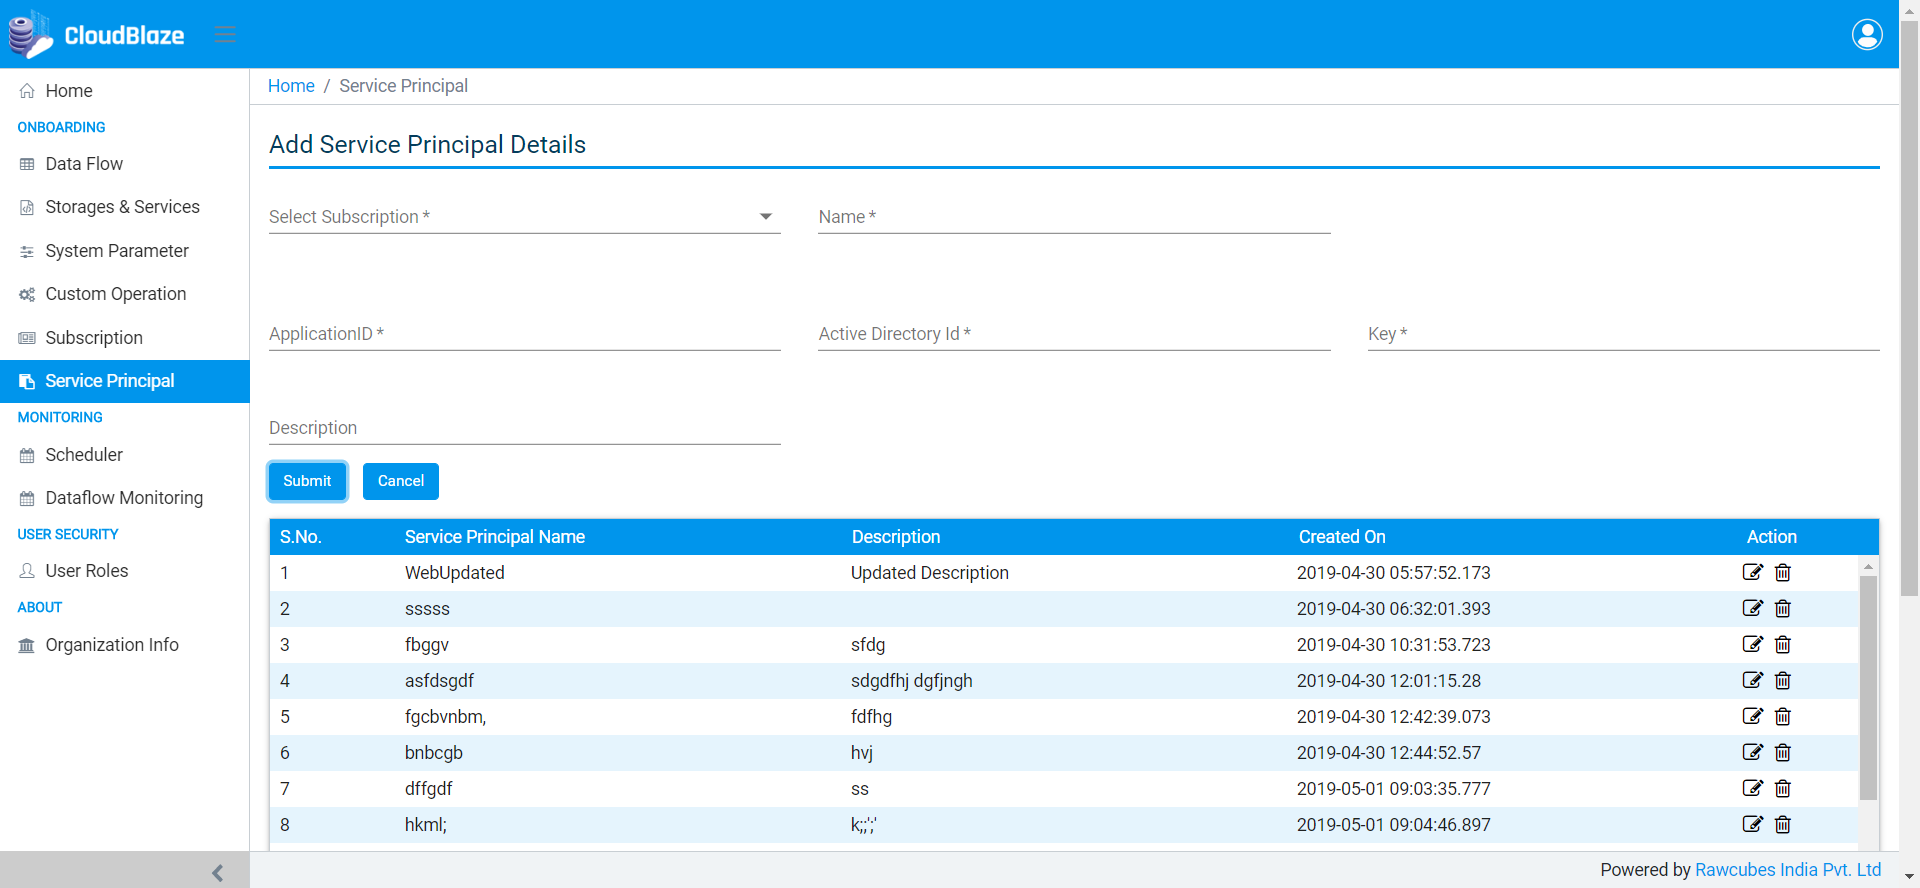 CloudBlaze
Home
ONBOARDING
Data Flow
Storages & Services
System Parameter
Custom Operation
Subscription
Service Principal
MONITORING
Scheduler
Dataflow Monitoring
USER SECURITY
User Roles
ABOUT
Organization Info
Home / Service Principal
Add Service Principal Details
Select Subscription * Name *
ApplicationID * Active Directory Id * Key *
Description
Submit Cancel
S.No. Service Principal Name Description Created On Action
1 WebUpdated Updated Description 2019-04-30 05:57:52.173
2 sssss 2019-04-30 06:32:01.393
3 fbggv sfdg 2019-04-30 10:31:53.723
4 asfdsgdf sdgdfhj dgfjngh 2019-04-30 12:01:15.28
5 fgcbvnbm, fdfhg 2019-04-30 12:42:39.073
6 bnbcgb hvj 2019-04-30 12:44:52.57
7 dffgdf ss 2019-05-01 09:03:35.777
8 hkml; k;;';' 2019-05-01 09:04:46.897
Powered by Rawcubes India Pvt. Ltd